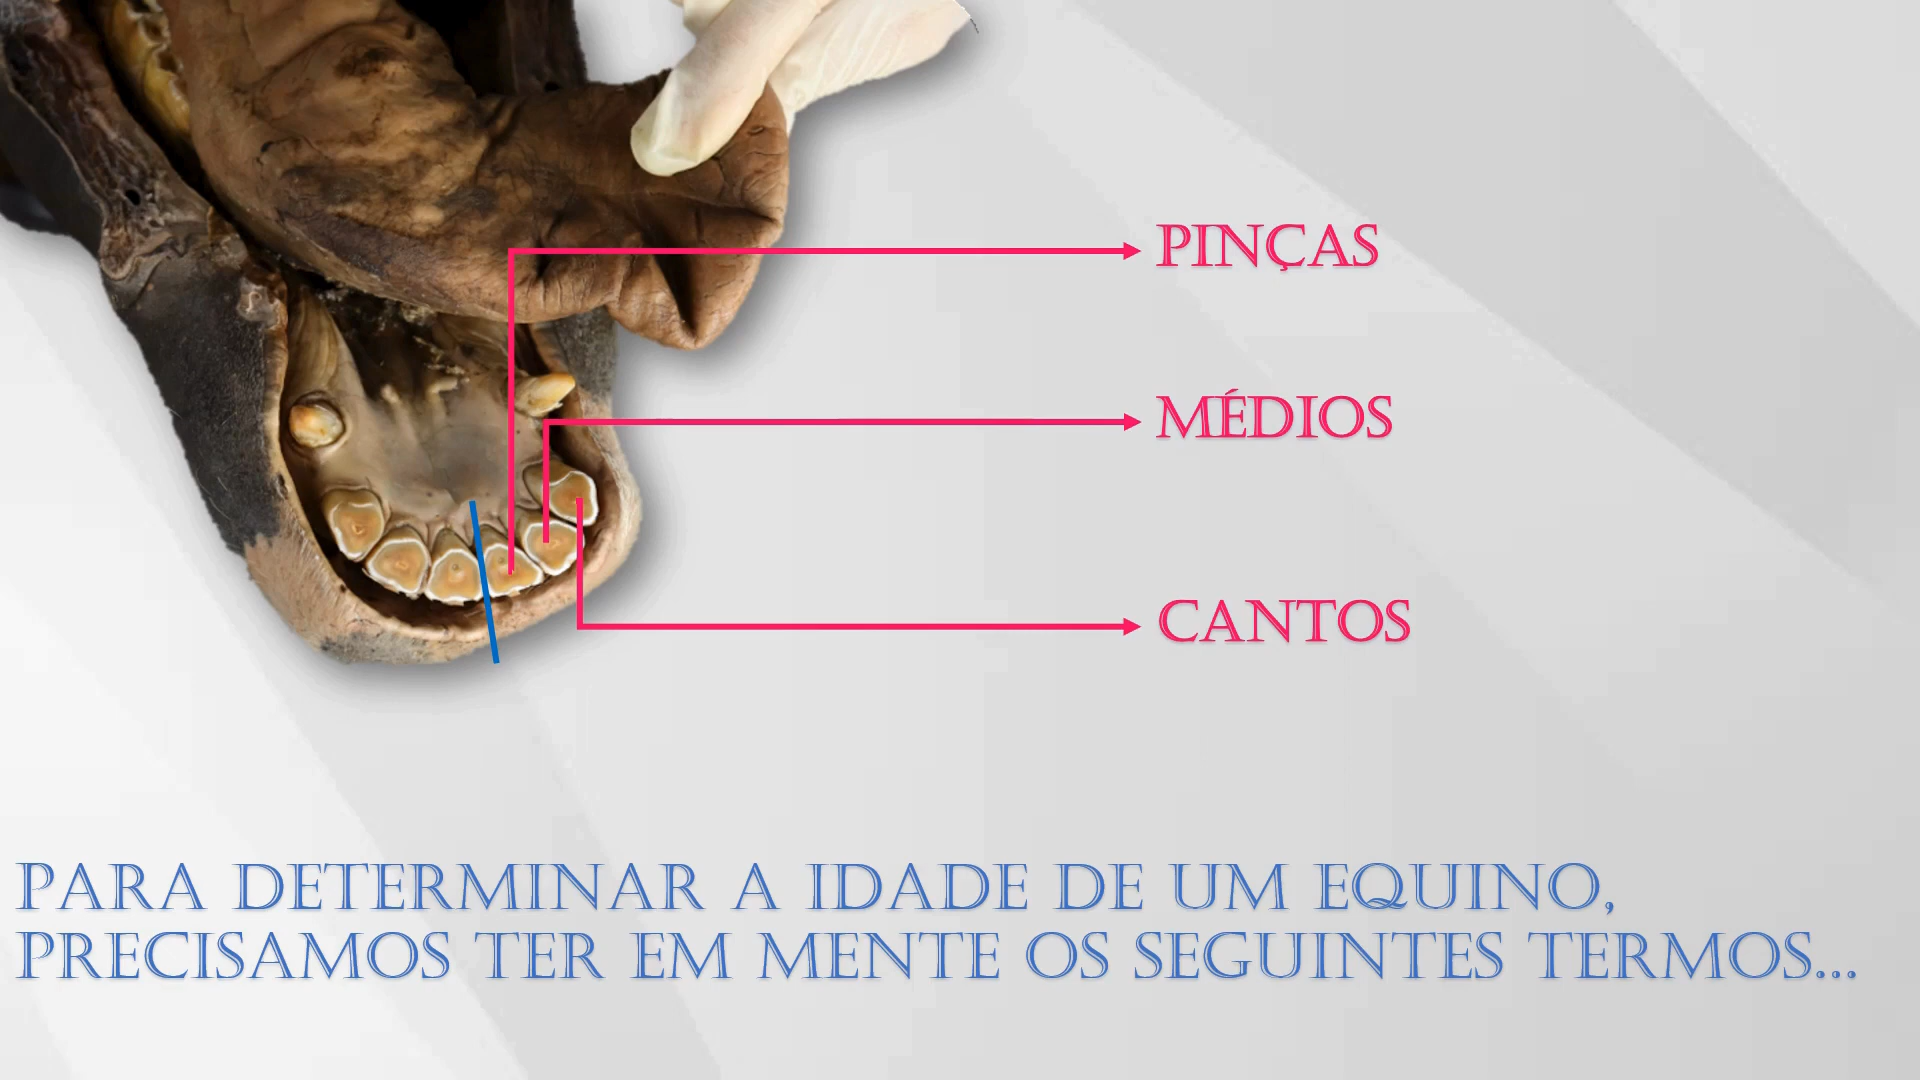 PINÇAS
MÉDIOS
CANTOS
PARA DETERMINAR A IDADE DE UM EQUINO,
PRECISAMOS TER EM MENTE OS SEGUINTES TERMOS...